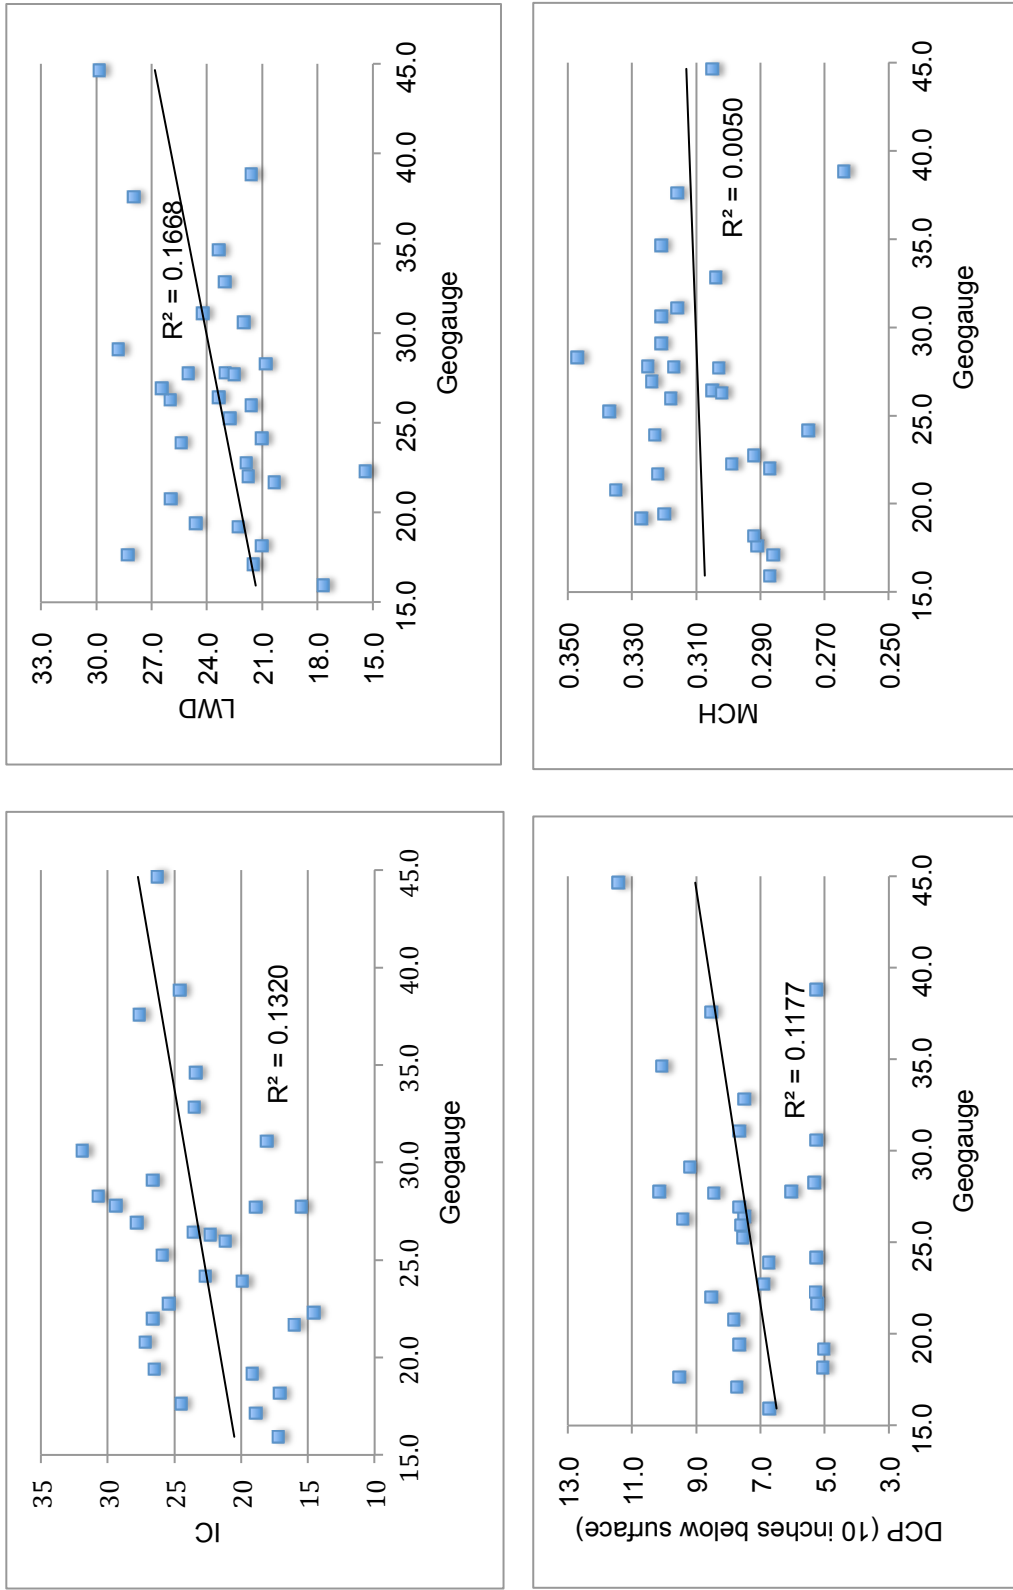 35
30
25
20
15
10
IC
R² = 0.1320
15.0 20.0 25.0 30.0 35.0 40.0 45.0
Geogauge
33.0
30.0
27.0
24.0
21.0
18.0
15.0
LWD
R² = 0.1668
15.0 20.0 25.0 30.0 35.0 40.0 45.0
Geogauge
13.0
11.0
9.0
7.0
5.0
3.0
DCP (10 inches below surface)
R² = 0.1177
15.0 20.0 25.0 30.0 35.0 40.0 45.0
Geogauge
0.350
0.330
0.310
0.290
0.270
0.250
MCH
R² = 0.0050
15.0 20.0 25.0 30.0 35.0 40.0 45.0
Geogauge